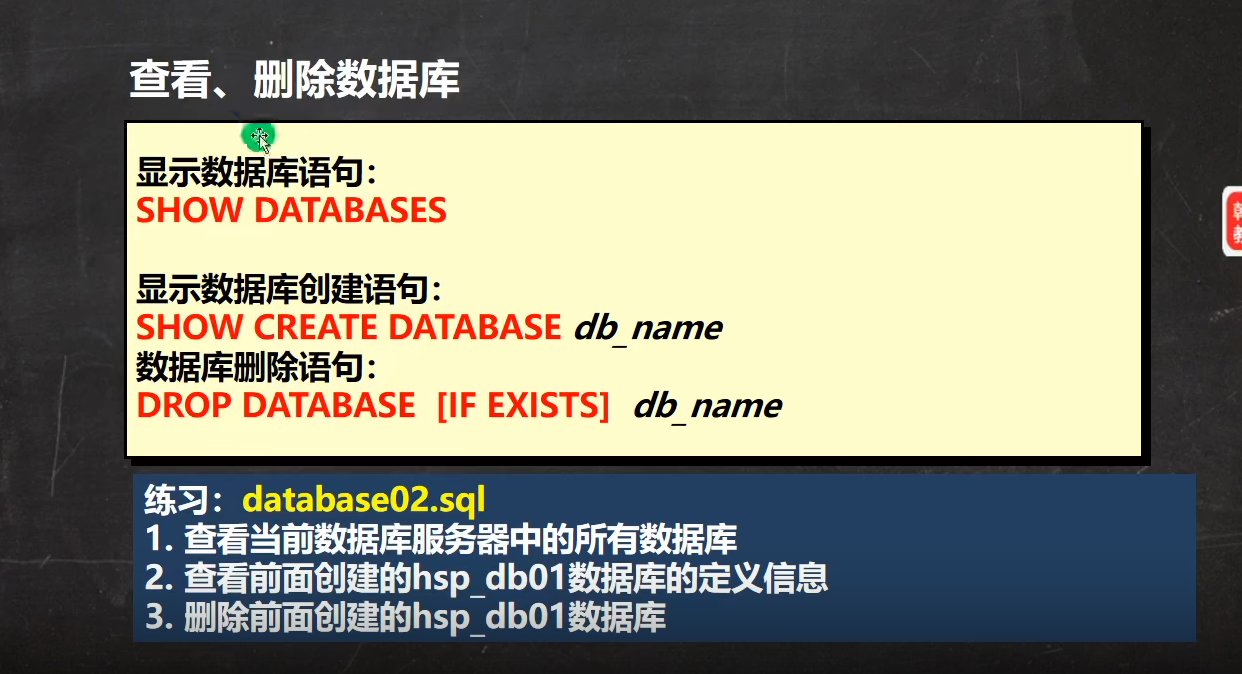 查看、删除数据库
显示数据库语句：
SHOW DATABASES
显示数据库创建语句：
SHOW CREATE DATABASE db_name
数据库删除语句：
DROP DATABASE [IF EXISTS] db_name
练习：database02.sql
1. 查看当前数据库服务器中的所有数据库
2. 查看前面创建的hsp_db01数据库的定义信息
3. 删除前面创建的hsp_db01数据库